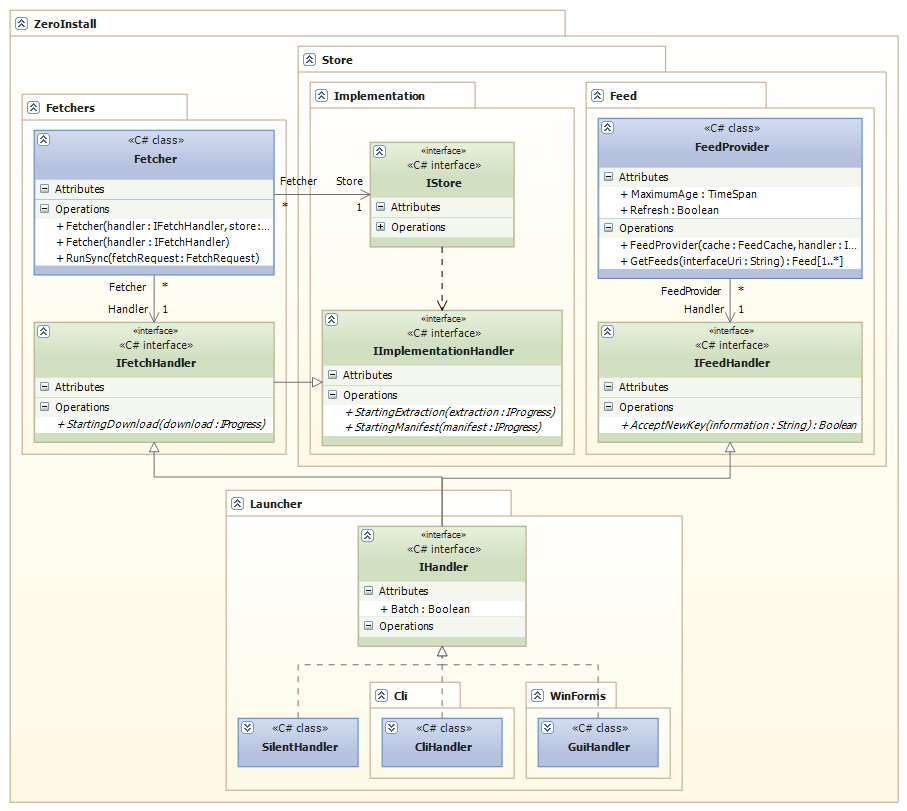 ZeroInstall
Store
Fetchers
Implementation
Feed
«C# class»
Fetcher
Attributes
Operations
+ Fetcher(handler : IFetchHandler, store:...
+ Fetcher(handler : IFetchHandler)
+ RunSync(fetchRequest : FetchRequest)
Fetcher
Store
*
1
«interface»
«C# interface»
IStore
Attributes
Operations
«C# class»
FeedProvider
Attributes
+ MaximumAge : TimeSpan
+ Refresh : Boolean
Operations
+ FeedProvider(cache : FeedCache, handler : I...
+ GetFeeds(interfaceUri : String) : Feed[1..*]
Fetcher
*
Handler
1
FeedProvider
*
Handler
1
«interface»
«C# interface»
IFetchHandler
Attributes
Operations
+ StartingDownload(download : IProgress)
«interface»
«C# interface»
IImplementationHandler
Attributes
Operations
+ StartingExtraction(extraction : IProgress)
+ StartingManifest(manifest : IProgress)
«interface»
«C# interface»
IFeedHandler
Attributes
Operations
+ AcceptNewKey(information : String) : Boolean
Launcher
«interface»
«C# interface»
IHandler
Attributes
+ Batch : Boolean
Operations
Cli
WinForms
«C# class»
SilentHandler
«C# class»
CliHandler
«C# class»
GuiHandler